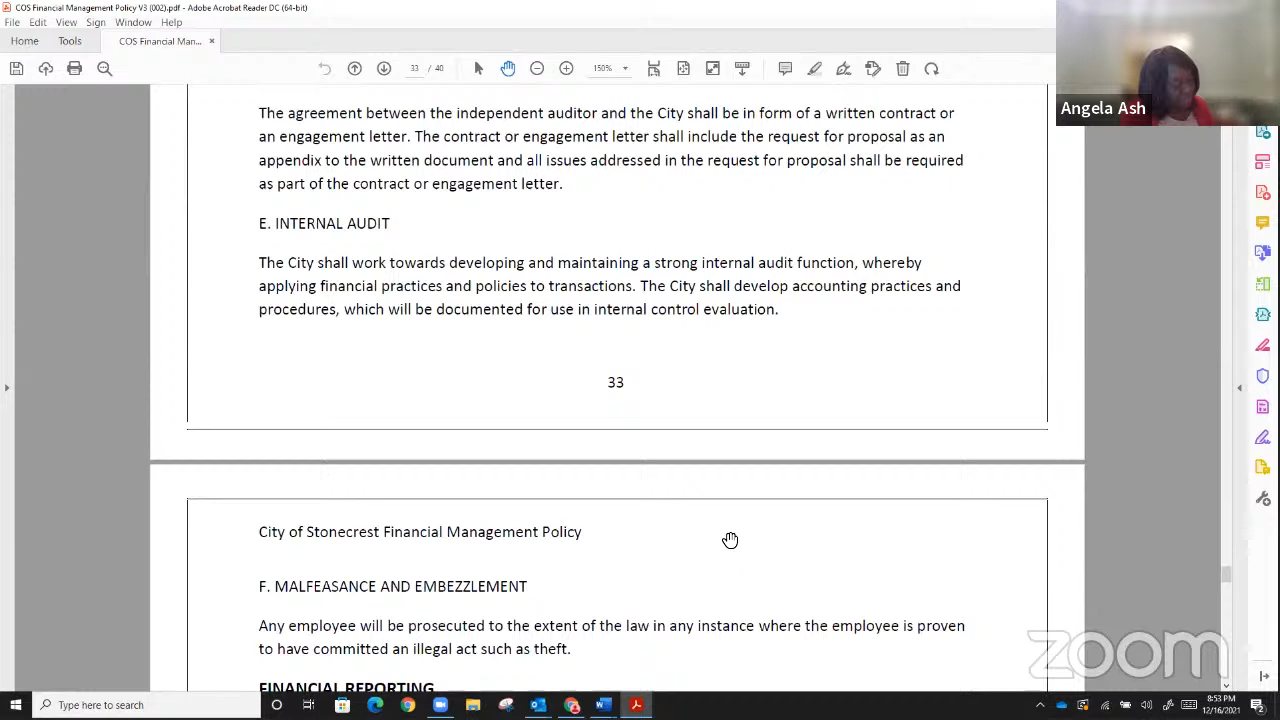 COS Financial Management Policy V3 (002).pdf - Adobe Acrobat Reader DC (64-bit)
File Edit View Sign Window Help
Home Tools COS Financial Man... ×
33 / 40 150%
Angela Ash
The agreement between the independent auditor and the City shall be in form of a written contract or
an engagement letter. The contract or engagement letter shall include the request for proposal as an
appendix to the written document and all issues addressed in the request for proposal shall be required
as part of the contract or engagement letter.
E. INTERNAL AUDIT
The City shall work towards developing and maintaining a strong internal audit function, whereby
applying financial practices and policies to transactions. The City shall develop accounting practices and
procedures, which will be documented for use in internal control evaluation.
33
City of Stonecrest Financial Management Policy
F. MALFEASANCE AND EMBEZZLEMENT
Any employee will be prosecuted to the extent of the law in any instance where the employee is proven
to have committed an illegal act such as theft.
FINANCIAL REPORTING
zoom
Type here to search
8:53 PM
12/16/2021
2